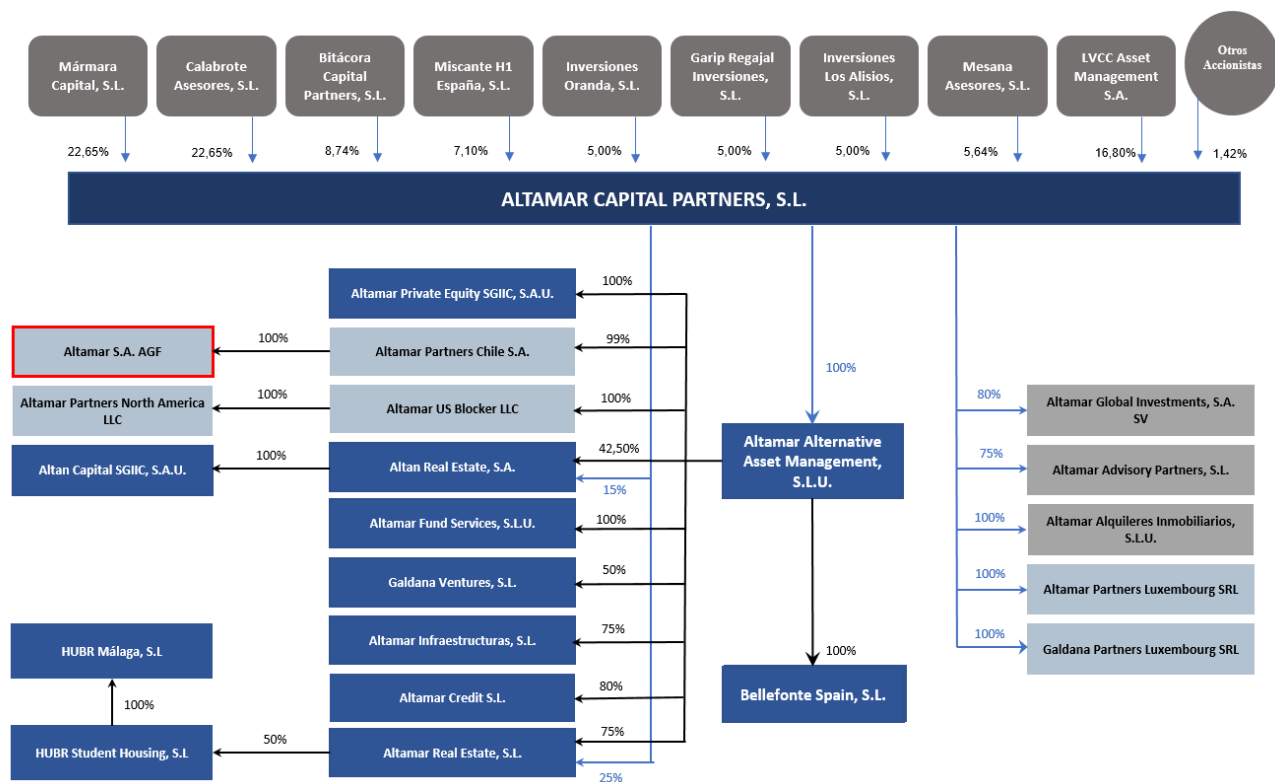 Mármara
Capital, S.L.
Calabrote
Asesores, S.L.
Bitácora
Capital
Partners, S.L.
Miscante H1
España, S.L.
Inversiones
Oranda, S.L.
Garip Regajal
Inversiones,
S.L.
Inversiones
Los Alisios,
S.L.
Mesana
Asesores, S.L.
LVCC Asset
Management
S.A.
Otros
Accionistas
22,65%
22,65%
8,74%
7,10%
5,00%
5,00%
5,00%
5,64%
16,80%
1,42%
ALTAMAR CAPITAL PARTNERS, S.L.
Altamar Private Equity SGIIC, S.A.U.
100%
Altamar S.A. AGF
100%
Altamar Partners Chile S.A.
99%
100%
Altamar Partners North America
LLC
100%
Altamar US Blocker LLC
100%
80%
Altamar Global Investments, S.A.
SV
Altan Capital SGIIC, S.A.U.
100%
Altan Real Estate, S.A.
42,50%
15%
Altamar Alternative
Asset Management,
S.L.U.
75%
Altamar Advisory Partners, S.L.
Altamar Fund Services, S.L.U.
100%
100%
Altamar Alquileres Inmobiliarios,
S.L.U.
Galdana Ventures, S.L.
50%
100%
Altamar Partners Luxembourg SRL
HUBR Málaga, S.L
Altamar Infraestructuras, S.L.
75%
100%
100%
Galdana Partners Luxembourg SRL
100%
Altamar Credit S.L.
80%
Bellefonte Spain, S.L.
HUBR Student Housing, S.L
50%
Altamar Real Estate, S.L.
75%
25%